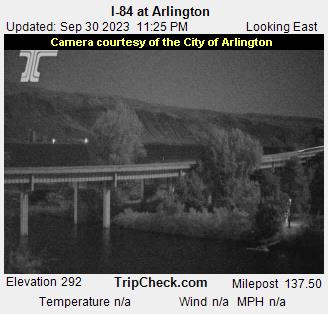 I-84 at Arlington
Updated: Sep 30 2023 11:25 PM Looking East
Camera courtesy of the City of Arlington
Elevation 292 TripCheck.com Milepost 137.50
Temperature n/a Wind n/a MPH n/a